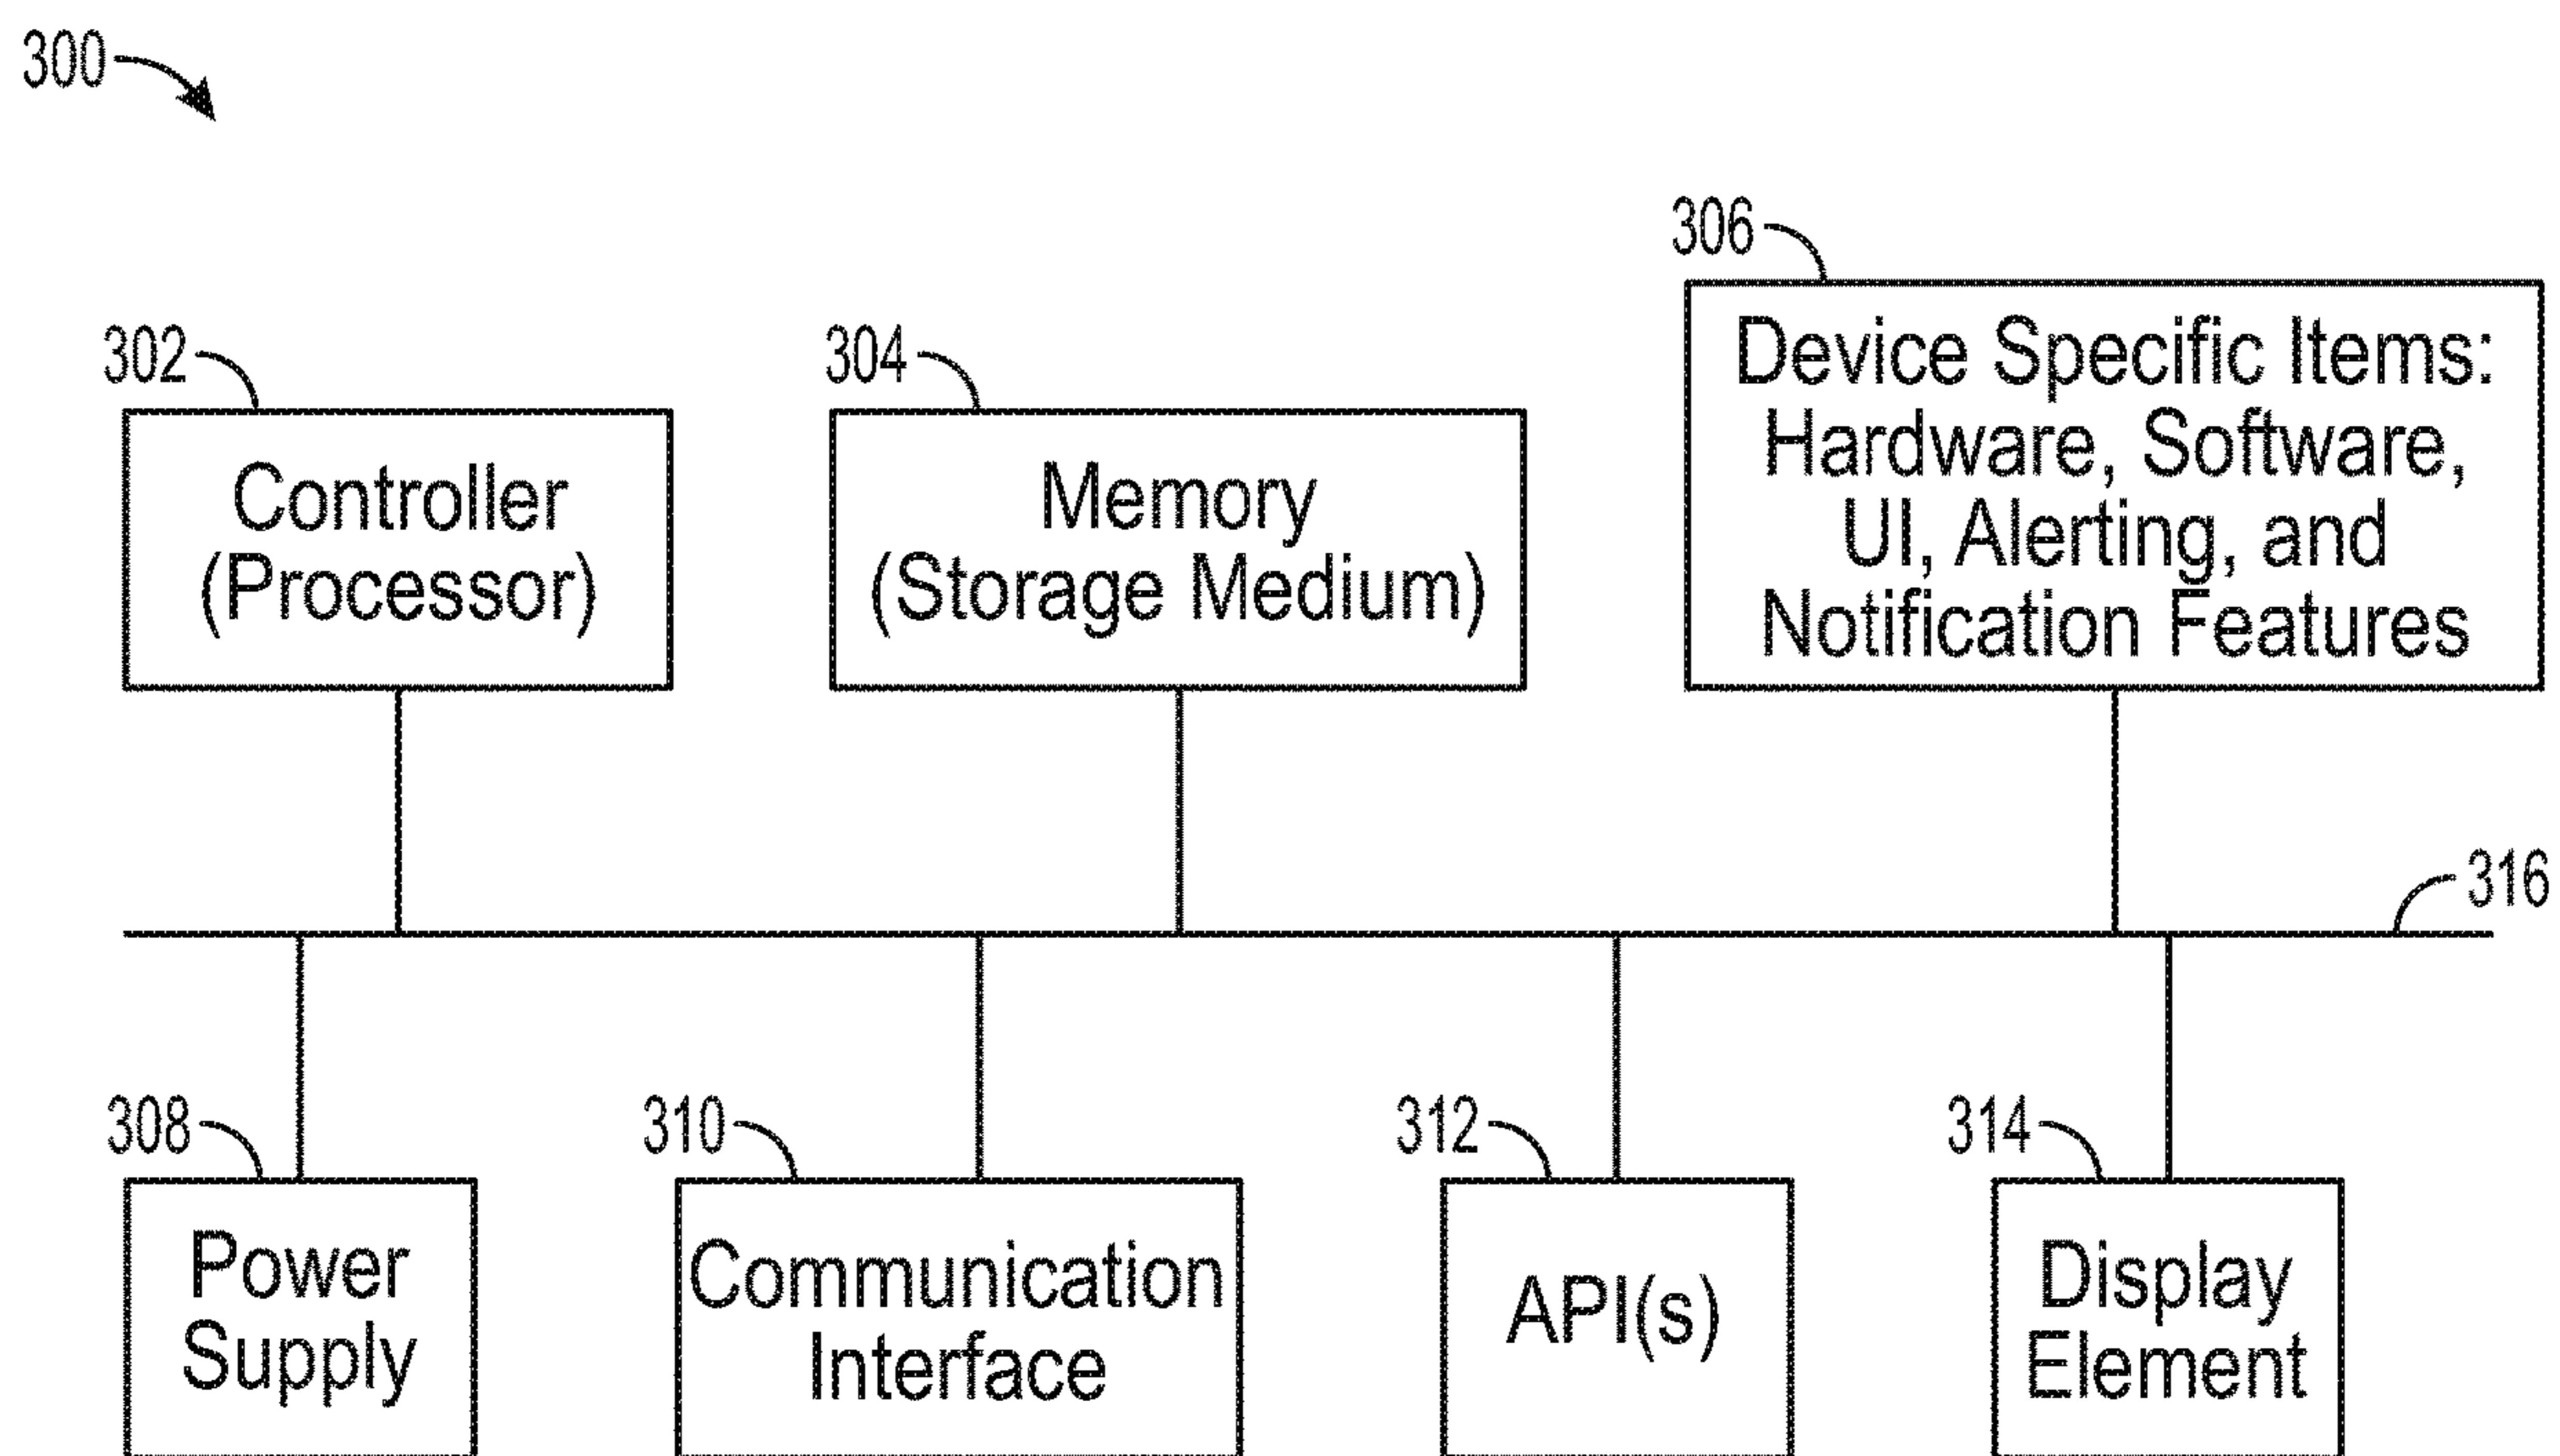 300
306
302
304
Device Specific Items:
Hardware, Software,
UI, Alerting, and
Notification Features
Controller
(Processor)
Memory
(Storage Medium)
316
308
310
312
314
Power
Supply
Communication
Interface
API(s)
Display
Element